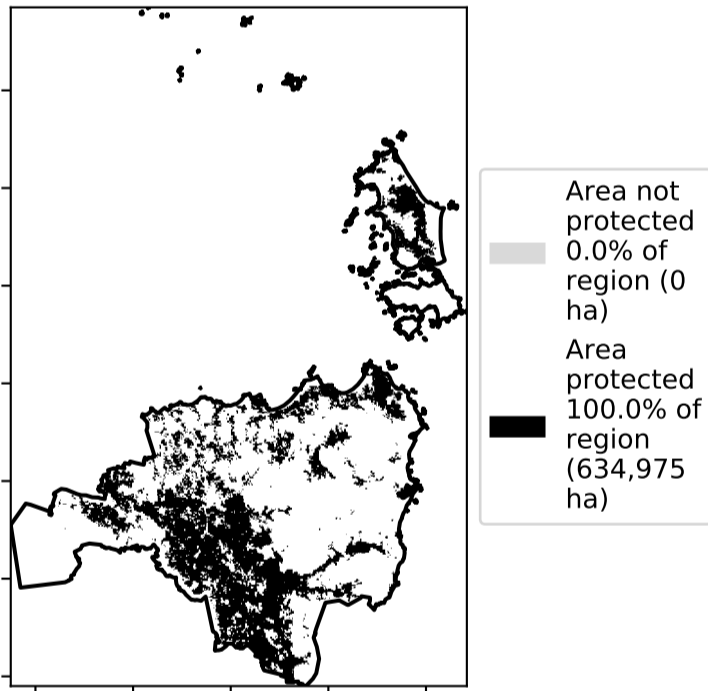 Area not
protected
0.0% of
region (0
ha)
Area
protected
100.0% of
region
(634,975
ha)